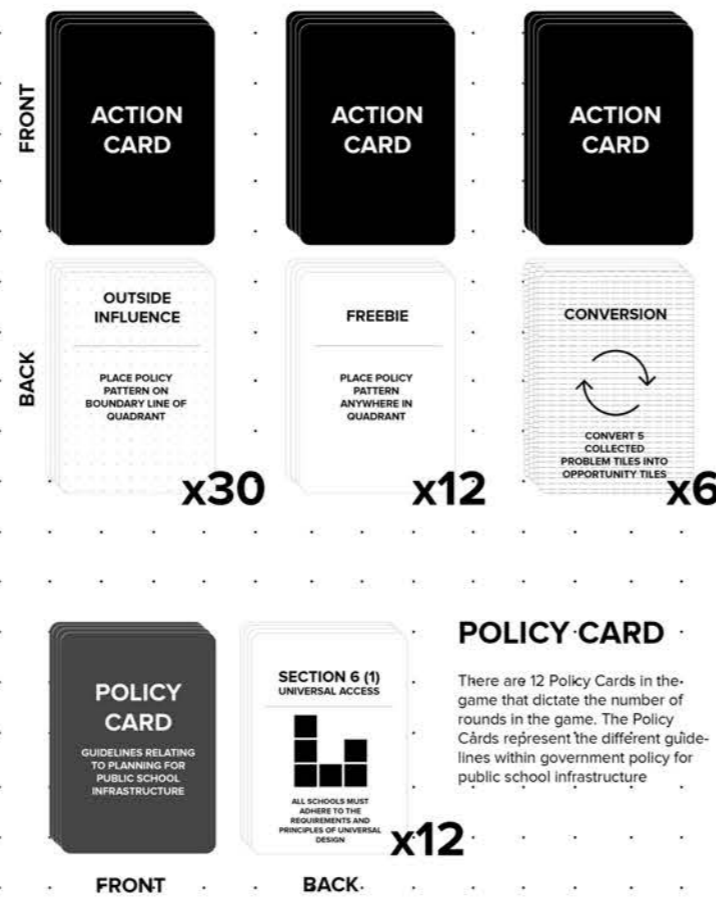 FRONT
ACTION
CARD
ACTION
CARD
ACTION
CARD
BACK
OUTSIDE
INFLUENCE
PLACE POLICY
PATTERN ON
BOUNDARY LINE OF
QUADRANT
x30
FREEBIE
PLACE POLICY
PATTERN
ANYWHERE IN
QUADRANT
x12
CONVERSION
CONVERT 5
COLLECTED
PROBLEM TILES INTO
OPPORTUNITY TILES
x6
POLICY
CARD
GUIDELINES RELATING
TO PLANNING FOR
PUBLIC SCHOOL
INFRASTRUCTURE
FRONT
SECTION 6 (1)
UNIVERSAL ACCESS
ALL SCHOOLS MUST
ADHERE TO THE
REQUIREMENTS AND
PRINCIPLES OF UNIVERSAL
DESIGN
x12
BACK
POLICY CARD
There are 12 Policy Cards in the
game that dictate the number of
rounds in the game. The Policy
Cards represent the different guide-
lines within government policy for
public school infrastructure